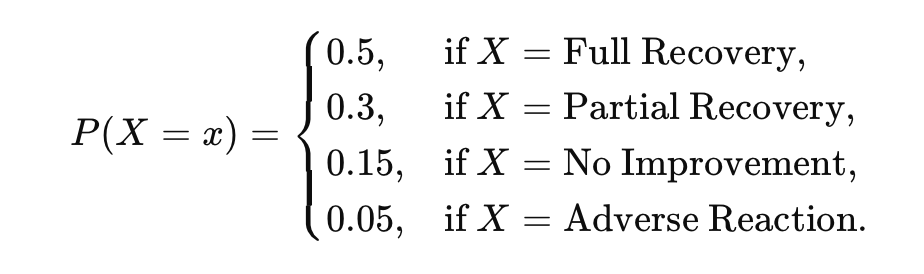 0.5, if X = Full Recovery,
0.3, if X = Partial Recovery,
P(X = x) =
0.15, if X = No Improvement,
0.05, if X = Adverse Reaction.